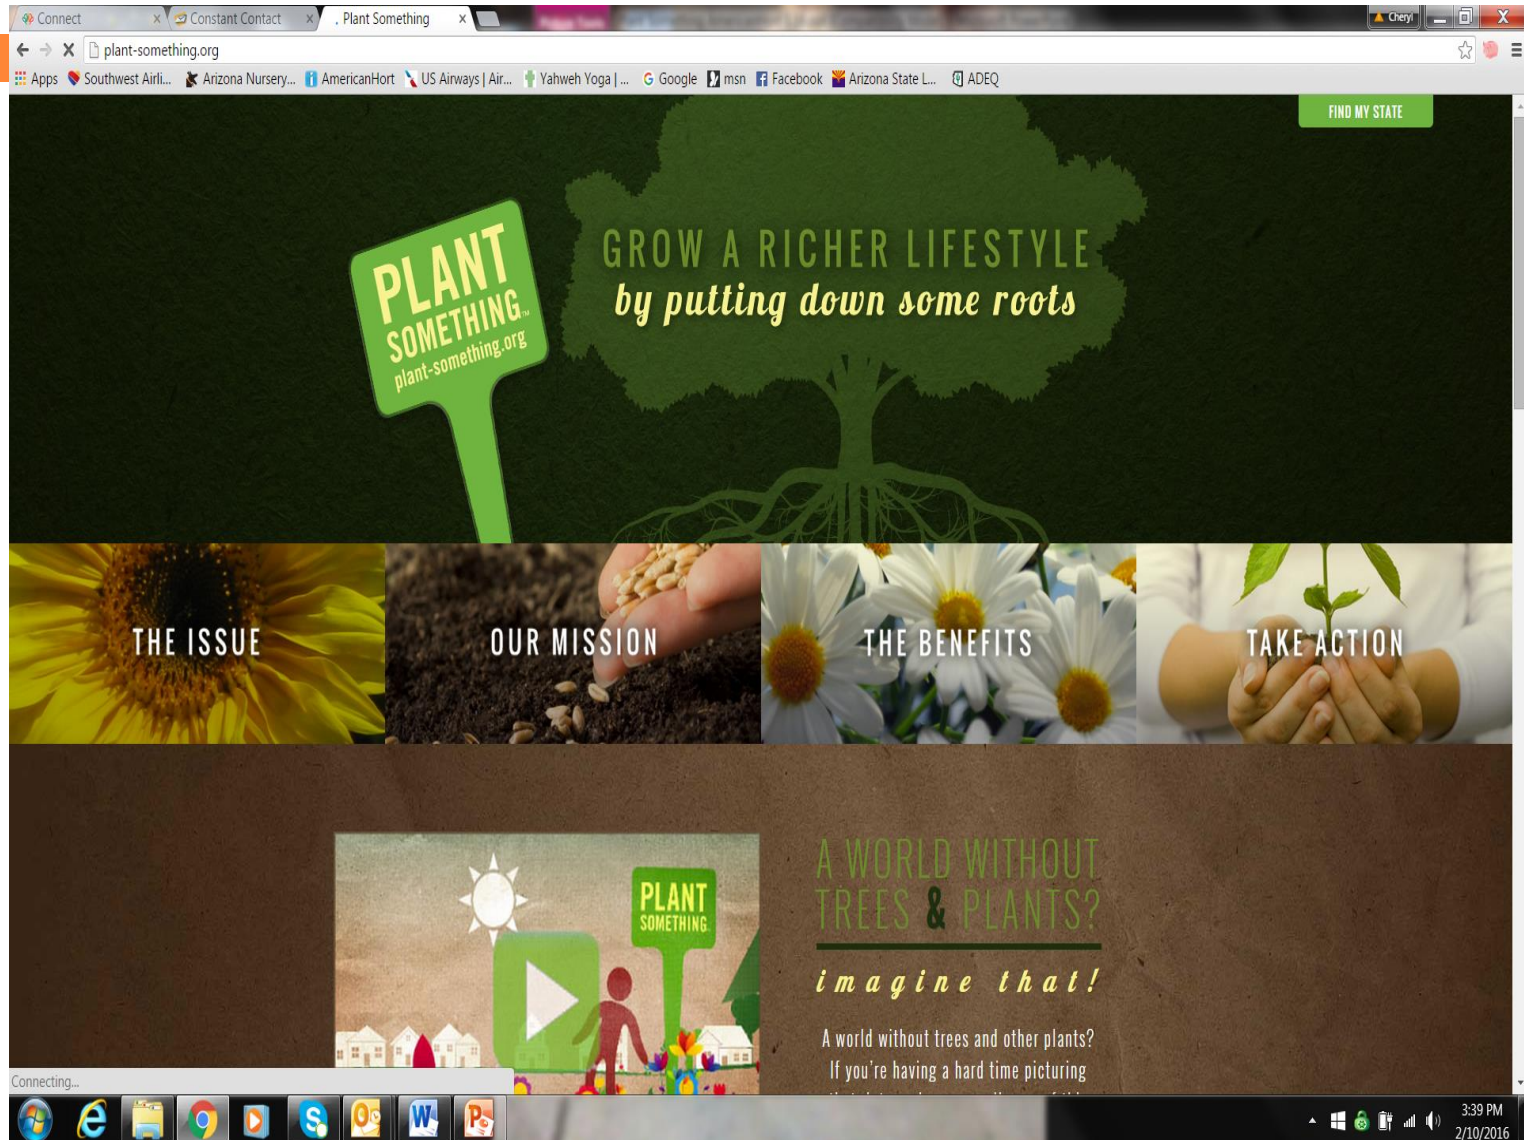 Connect
Constant Contact
. Plant Something
Cheryl
plant-something.org
Apps
Southwest Airli...
Arizona Nursery...
AmericanHort
US Airways | Air...
Yahweh Yoga | ...
Google
msn
Facebook
Arizona State L...
ADEQ
FIND MY STATE
PLANT
SOMETHING™
plant-something.org
GROW A RICHER LIFESTYLE
by putting down some roots
THE ISSUE
OUR MISSION
THE BENEFITS
TAKE ACTION
PLANT
SOMETHING
A WORLD WITHOUT
TREES & PLANTS?
imagine that!
A world without trees and other plants?
If you're having a hard time picturing
Connecting...
3:39 PM
2/10/2016